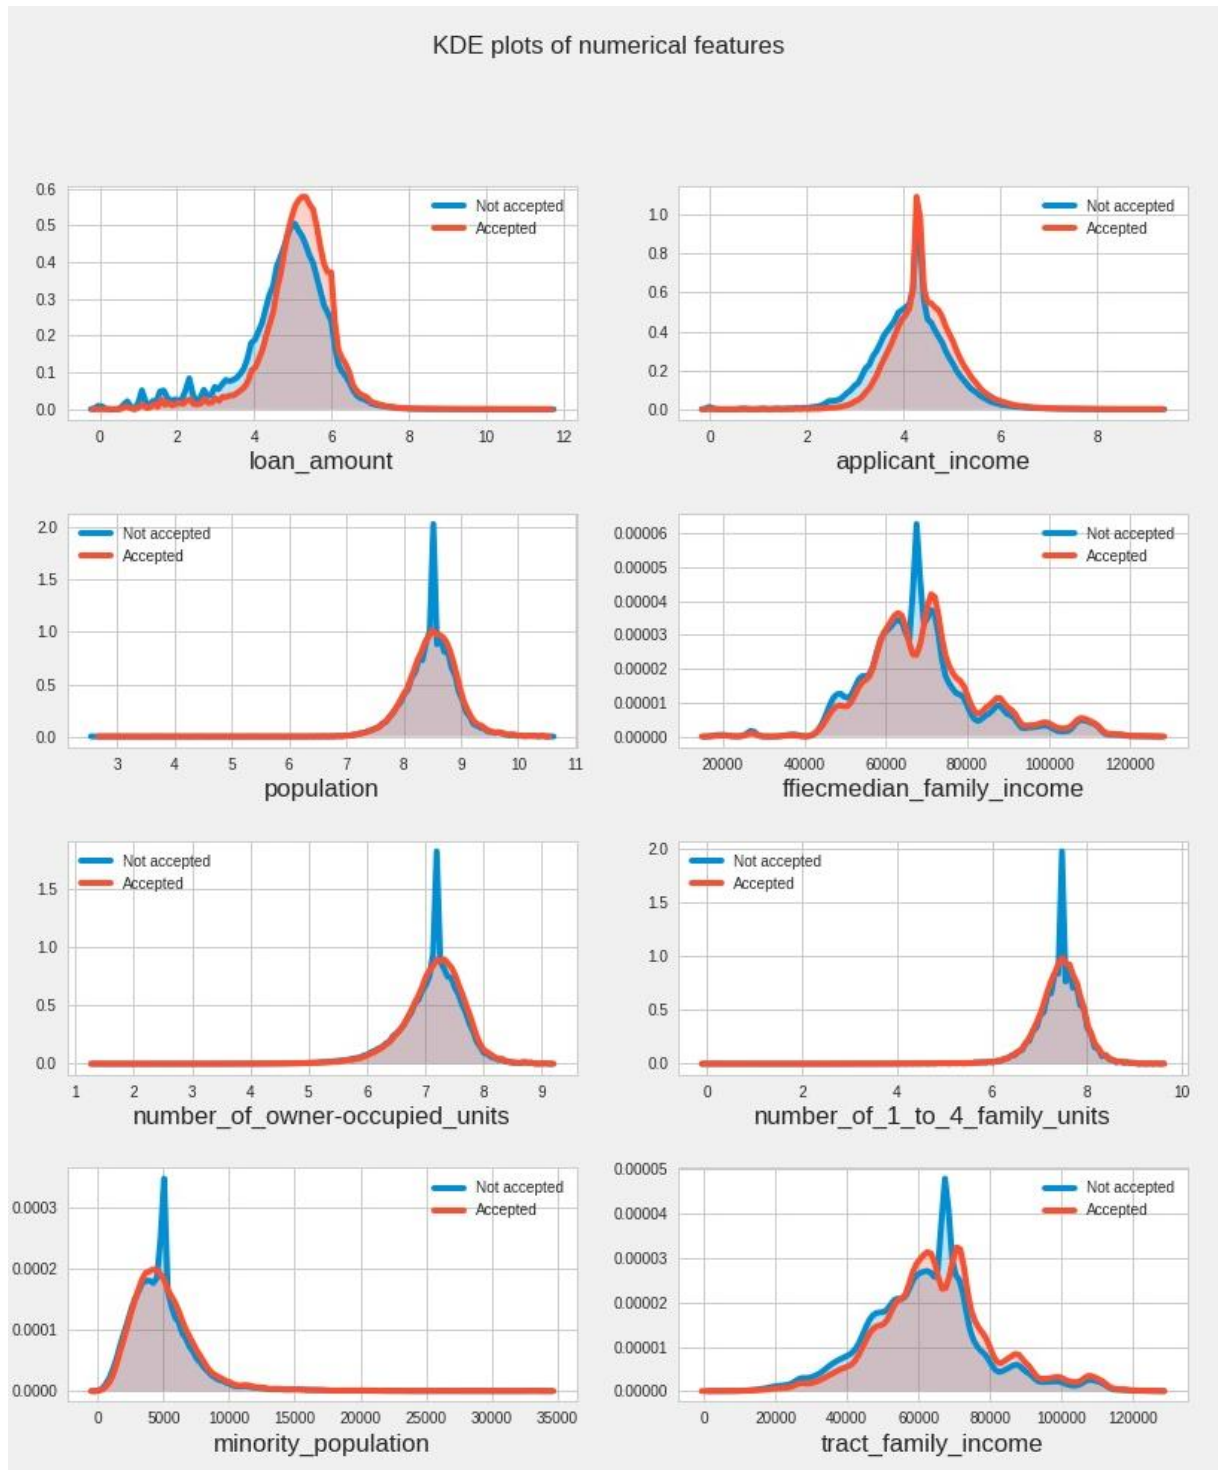 KDE plots of numerical features
0.6
0.5
0.4
0.3
0.2
0.1
0.0
Not accepted
Accepted
0 2 4 6 8 10 12
loan_amount
1.0
0.8
0.6
0.4
0.2
0.0
Not accepted
Accepted
0 2 4 6 8
applicant_income
2.0
1.5
1.0
0.5
0.0
Not accepted
Accepted
3 4 5 6 7 8 9 10 11
population
0.00006
0.00005
0.00004
0.00003
0.00002
0.00001
0.00000
Not accepted
Accepted
20000 40000 60000 80000 100000 120000
ffiecmedian_family_income
1.5
1.0
0.5
0.0
Not accepted
Accepted
1 2 3 4 5 6 7 8 9
number_of_owner-occupied_units
2.0
1.5
1.0
0.5
0.0
Not accepted
Accepted
0 2 4 6 8 10
number_of_1_to_4_family_units
0.0003
0.0002
0.0001
0.0000
Not accepted
Accepted
0 5000 10000 15000 20000 25000 30000 35000
minority_population
0.00005
0.00004
0.00003
0.00002
0.00001
0.00000
Not accepted
Accepted
0 20000 40000 60000 80000 100000 120000
tract_family_income